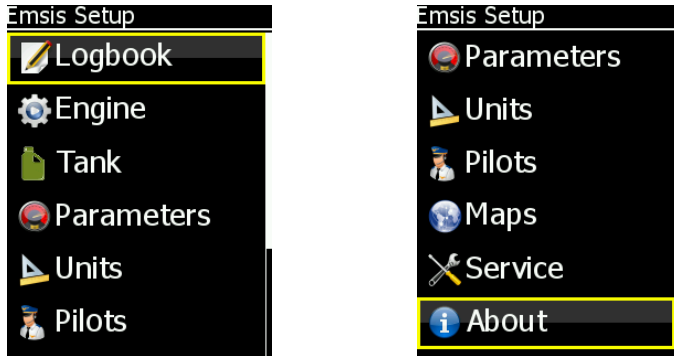 Emsis Setup
Logbook
Engine
Tank
Parameters
Units
Pilots
Emsis Setup
Parameters
Units
Pilots
Maps
Service
About